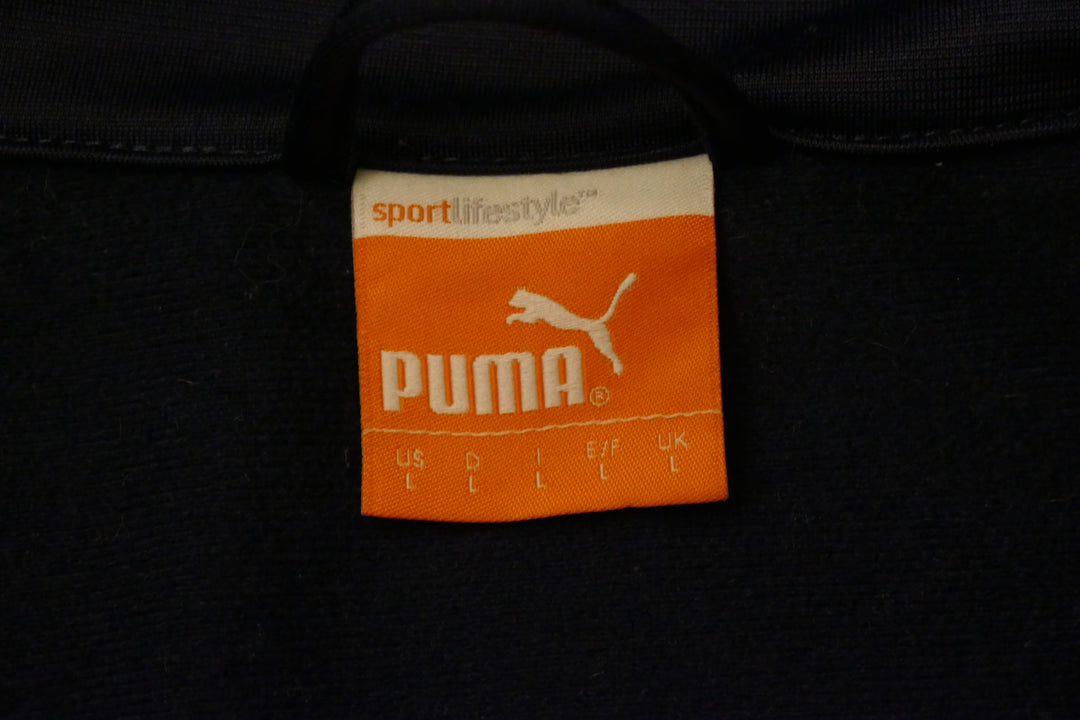 sportlifestyle™
PUMA®
US D I E/F UK
L L L L L